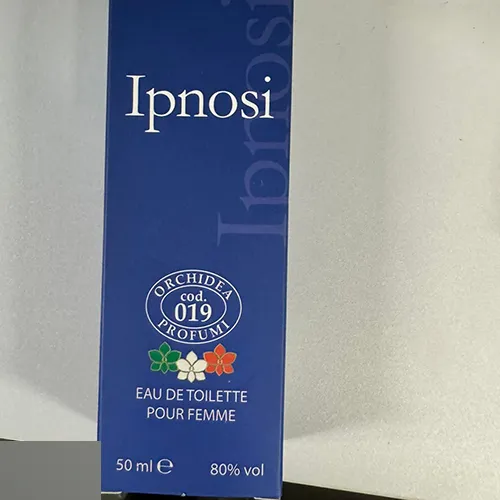 Ipnosi
Ipnosi
ORCHIDEA
cod.
019
PROFUMI
EAU DE TOILETTE
POUR FEMME
50 ml ℮
80% vol